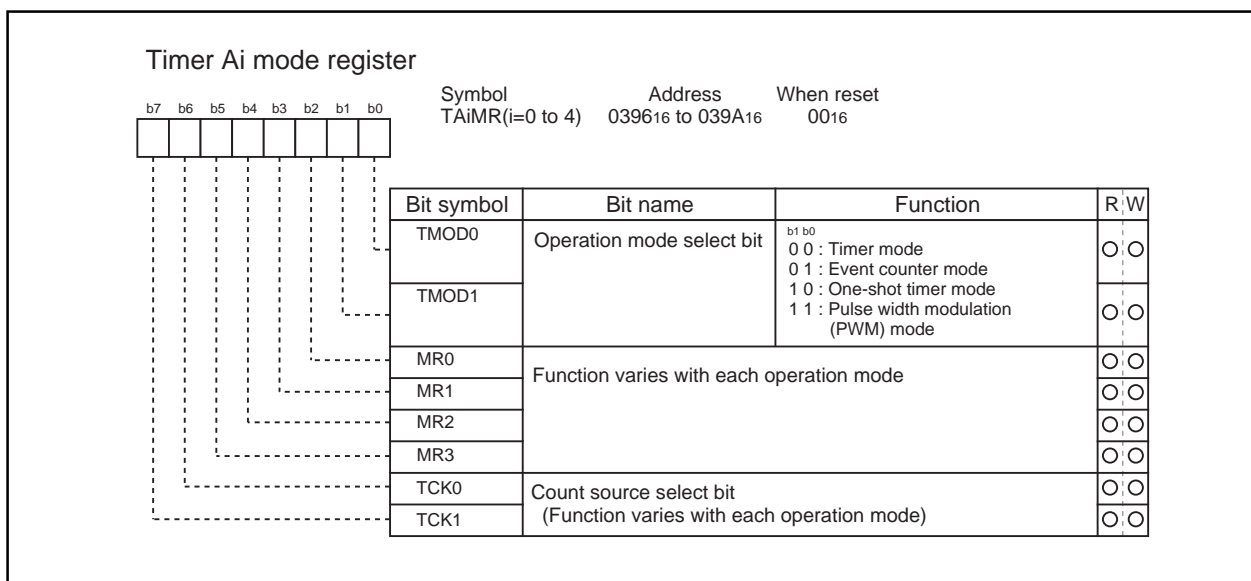 Timer Ai mode register
Symbol Address When reset
TAiMR(i=0 to 4) 039616 to 039A16 0016
b7 b6 b5 b4 b3 b2 b1 b0
Bit symbol Bit name Function R W
TMOD0 Operation mode select bit b1 b0
0 0 : Timer mode
0 1 : Event counter mode
TMOD1 1 0 : One-shot timer mode
1 1 : Pulse width modulation
(PWM) mode
MR0 Function varies with each operation mode
MR1
MR2
MR3
TCK0 Count source select bit
TCK1 (Function varies with each operation mode)